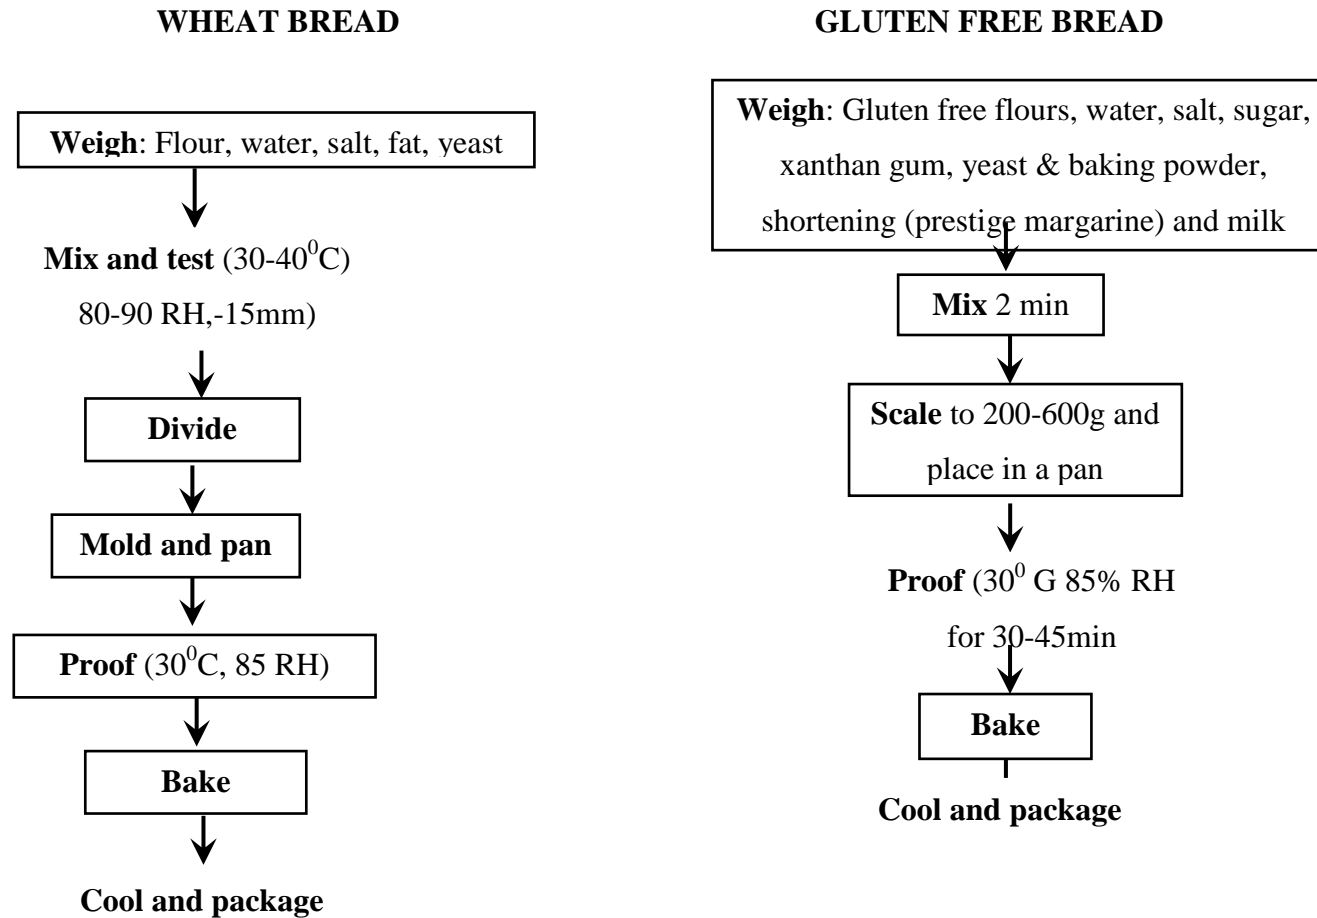 WHEAT BREAD
Weigh: Flour, water, salt, fat, yeast
Mix and test (30-40⁰C)
80-90 RH,-15mm)
Divide
Mold and pan
Proof (30⁰C, 85 RH)
Bake
Cool and package
GLUTEN FREE BREAD
Weigh: Gluten free flours, water, salt, sugar,
xanthan gum, yeast & baking powder,
shortening (prestige margarine) and milk
Mix 2 min
Scale to 200-600g and
place in a pan
Proof (30⁰ G 85% RH
for 30-45min
Bake
Cool and package